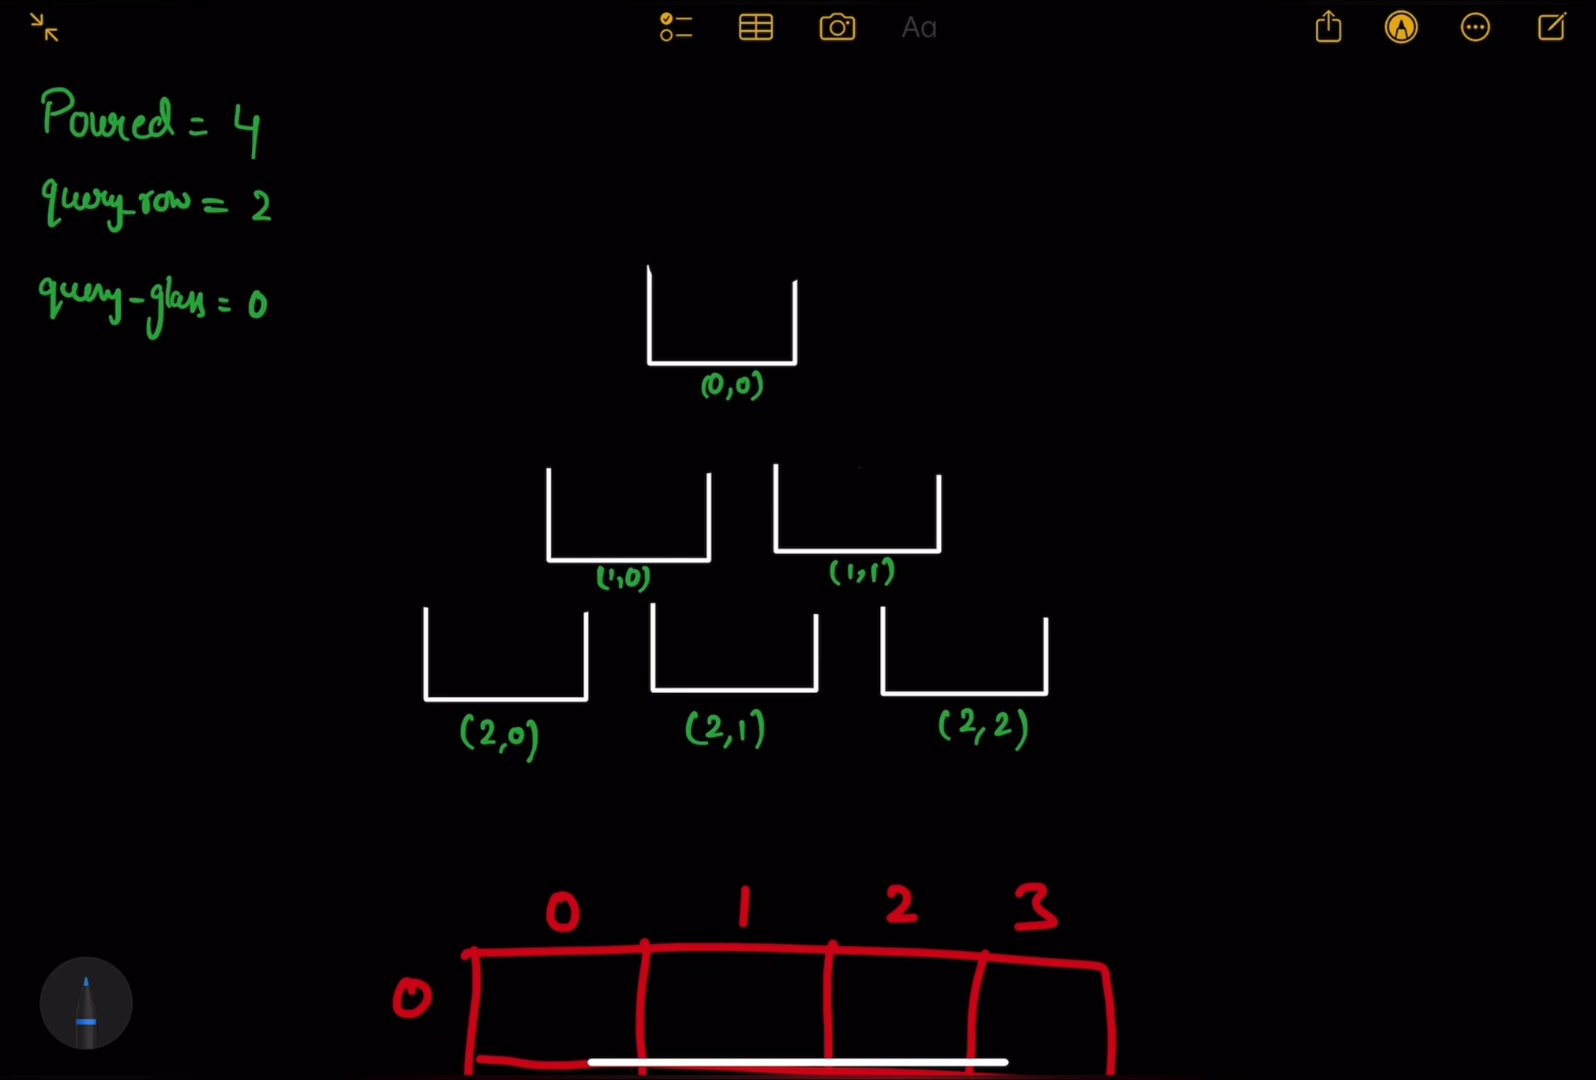 Aa
Poured = 4
query_row = 2
query-glass = 0
(0,0)
(1,0) (1,1)
(2,0) (2,1) (2,2)
0 1 2 3
0